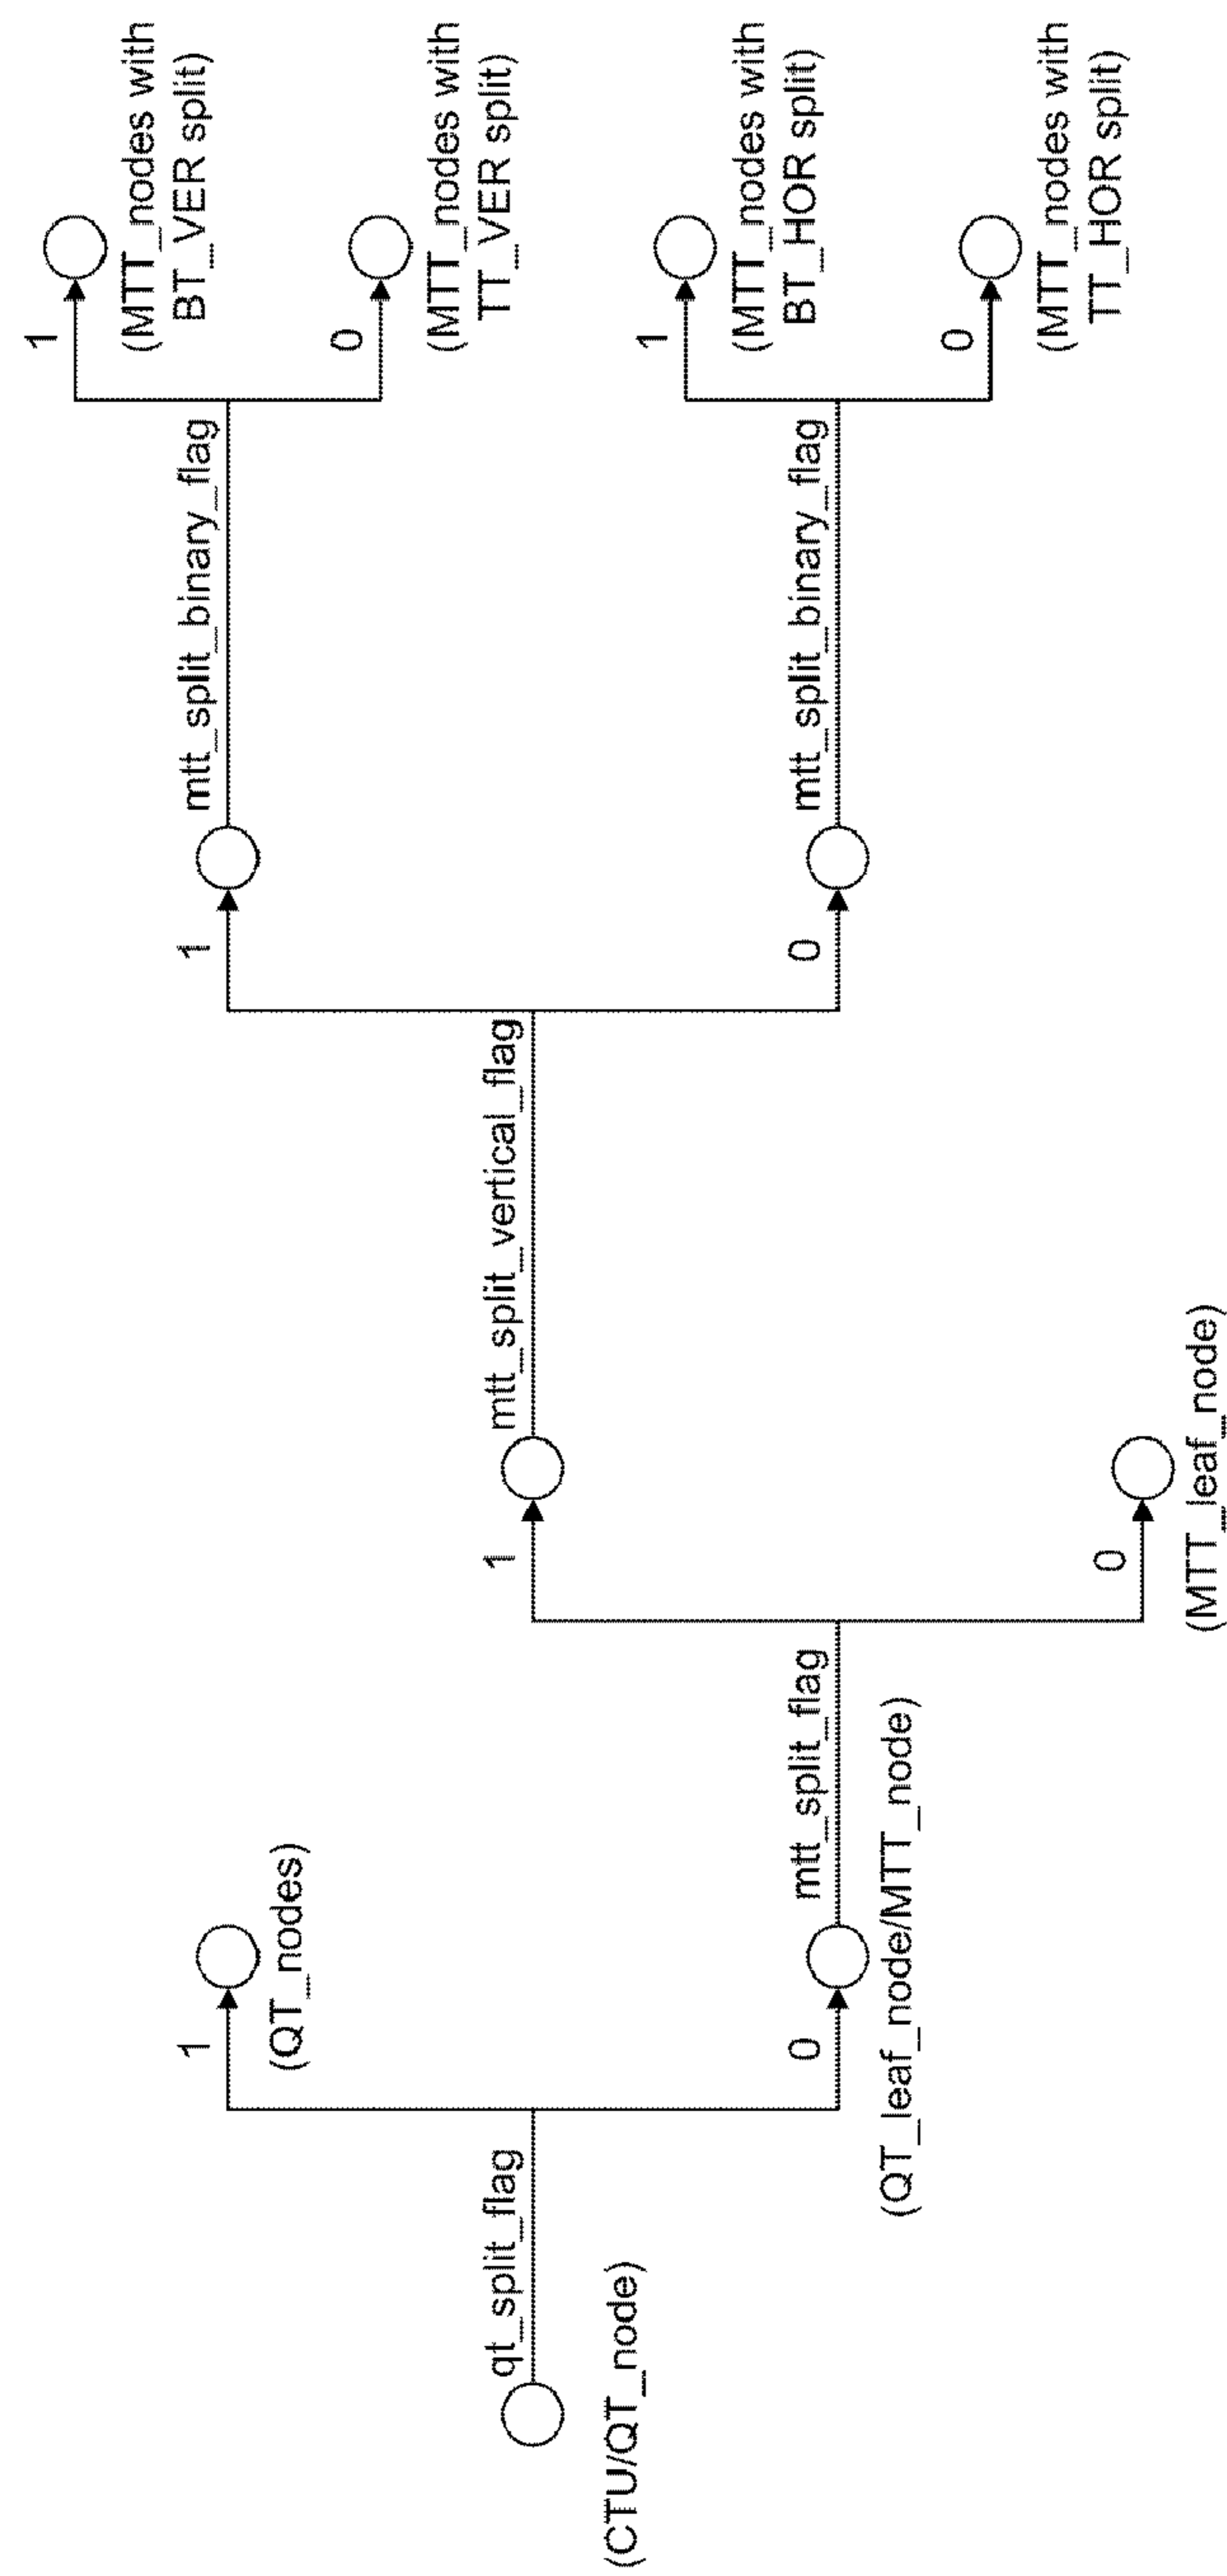 (CTU/QT_node)
qt_split_flag
1
(QT_nodes)
0
(QT_leaf_node/MTT_node)
mtt_split_flag
1
0
(MTT_leaf_node)
mtt_split_vertical_flag
1
0
mtt_split_binary_flag
1
(MTT_nodes with
BT_VER split)
0
(MTT_nodes with
TT_VER split)
mtt_split_binary_flag
1
(MTT_nodes with
BT_HOR split)
0
(MTT_nodes with
TT_HOR split)